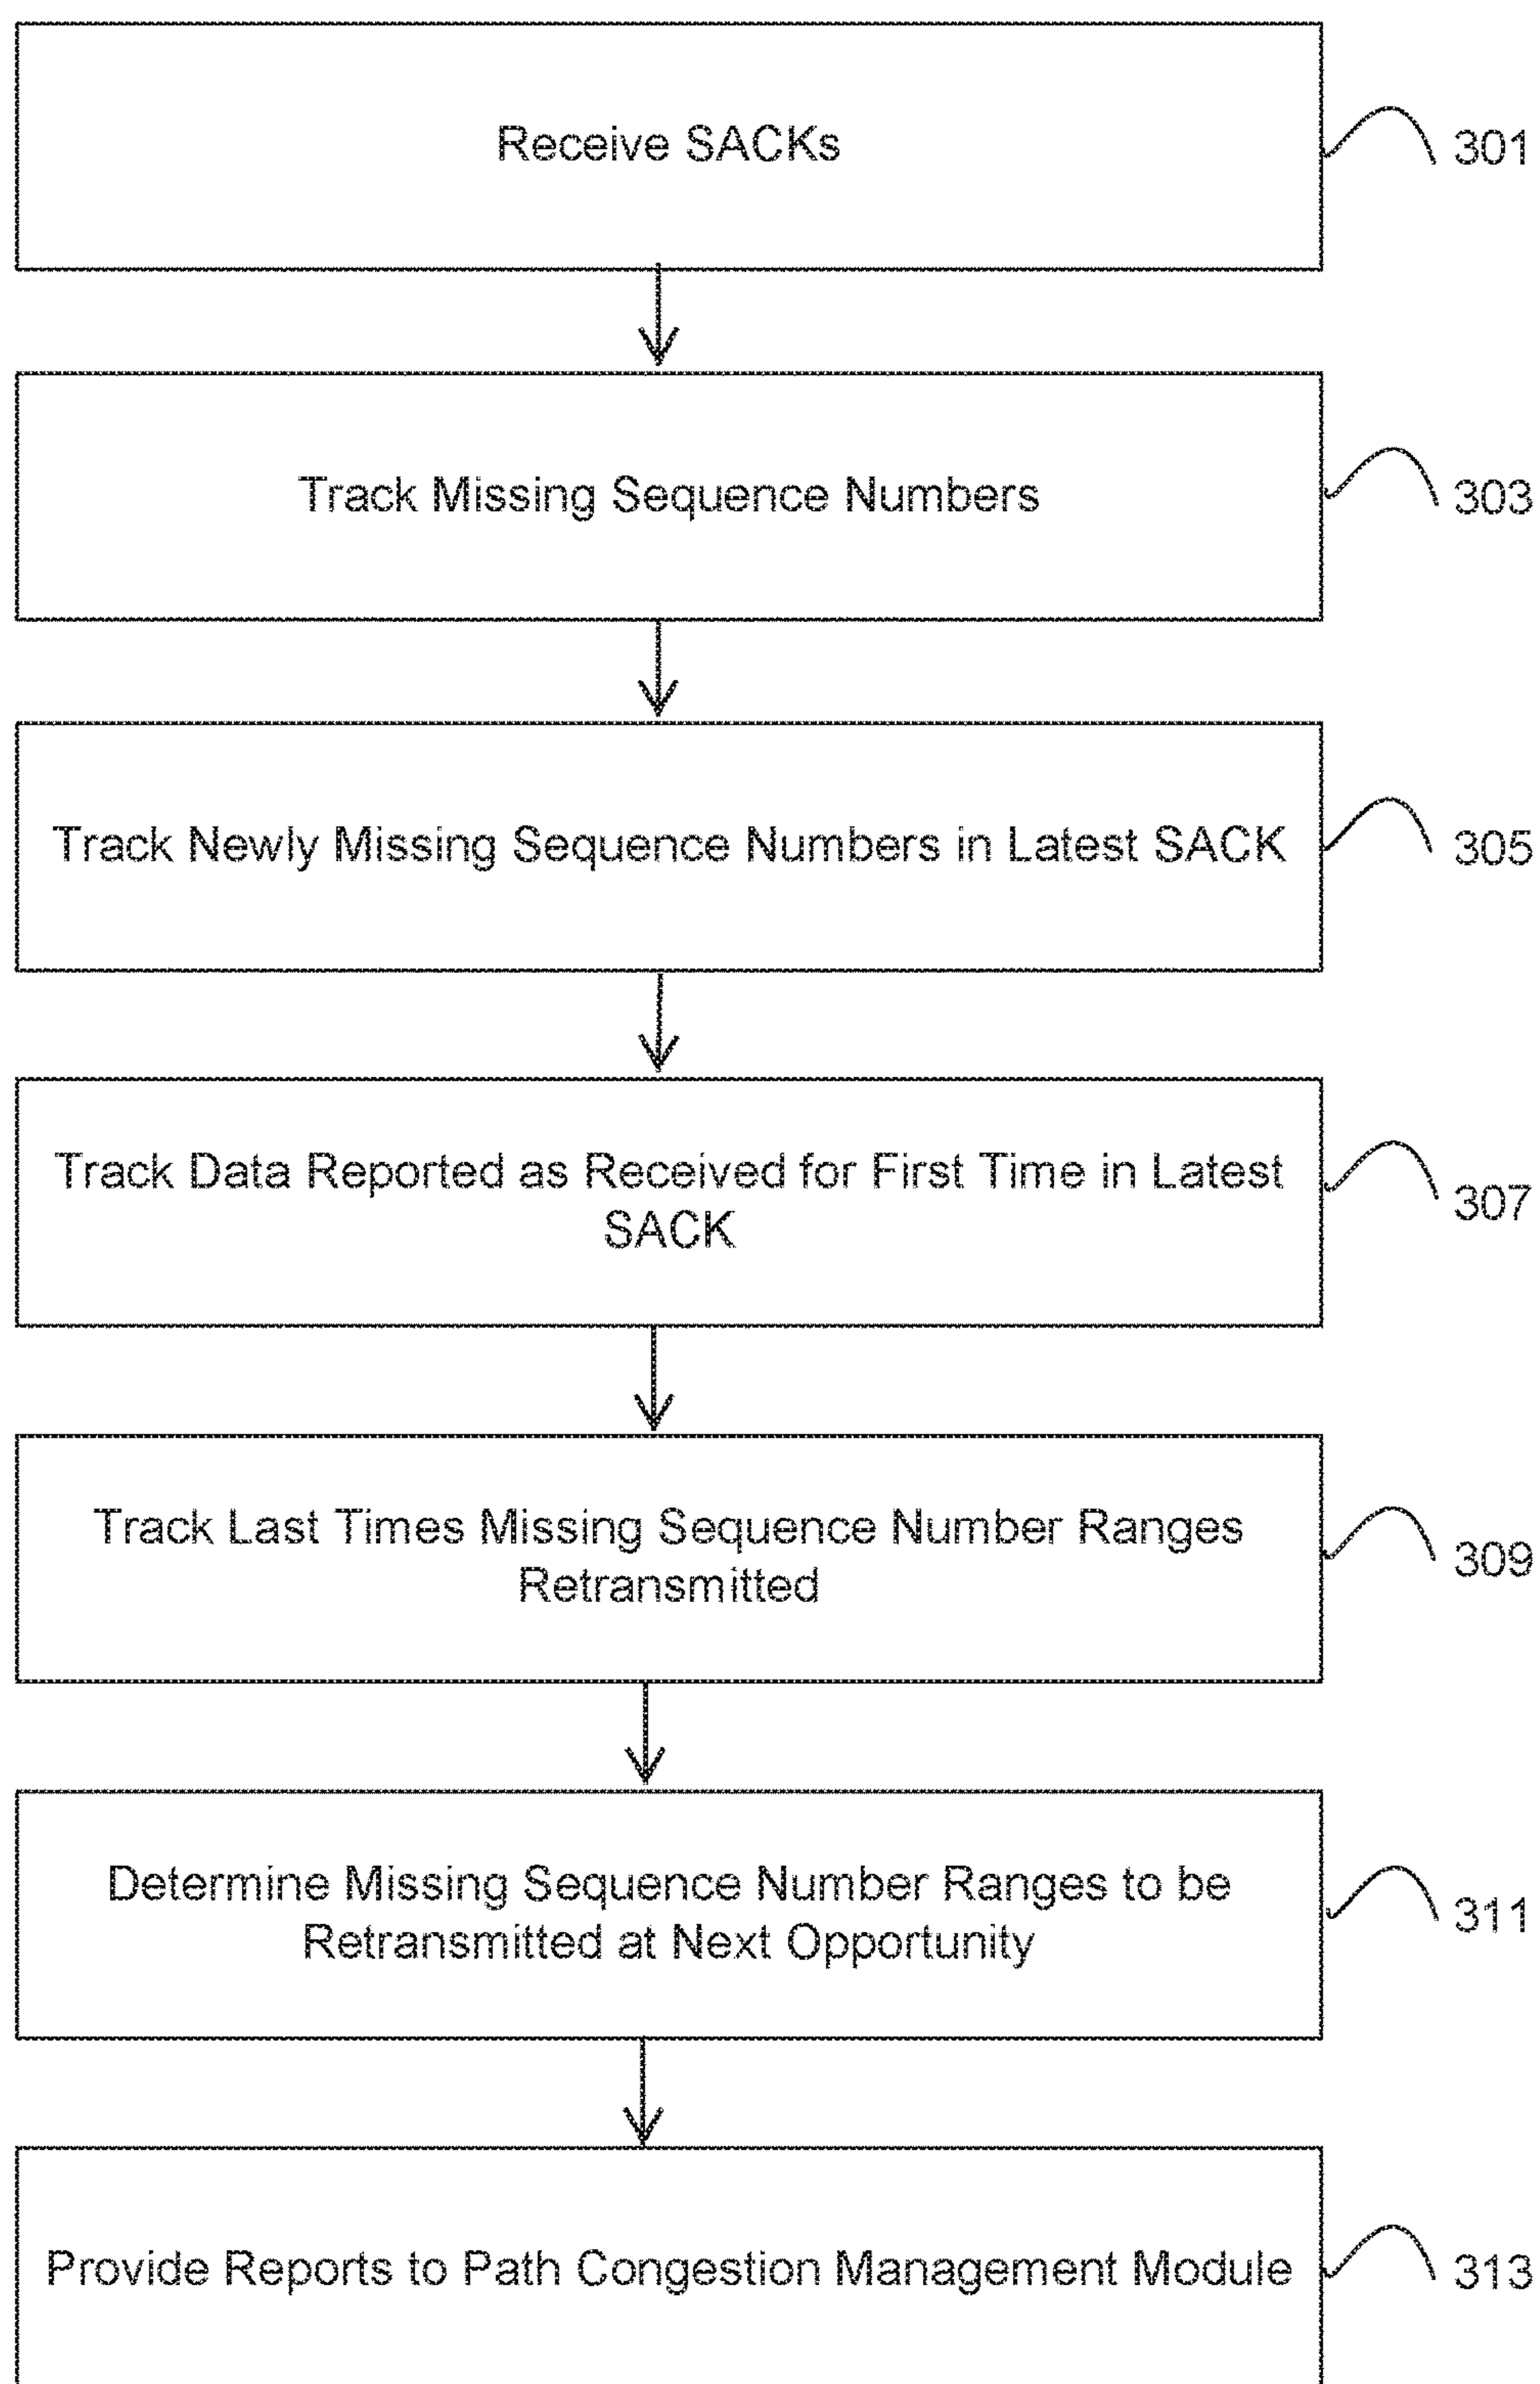 Receive SACKs
301
Track Missing Sequence Numbers
303
Track Newly Missing Sequence Numbers in Latest SACK
305
Track Data Reported as Received for First Time in Latest
SACK
307
Track Last Times Missing Sequence Number Ranges
Retransmitted
309
Determine Missing Sequence Number Ranges to be
Retransmitted at Next Opportunity
311
Provide Reports to Path Congestion Management Module
313